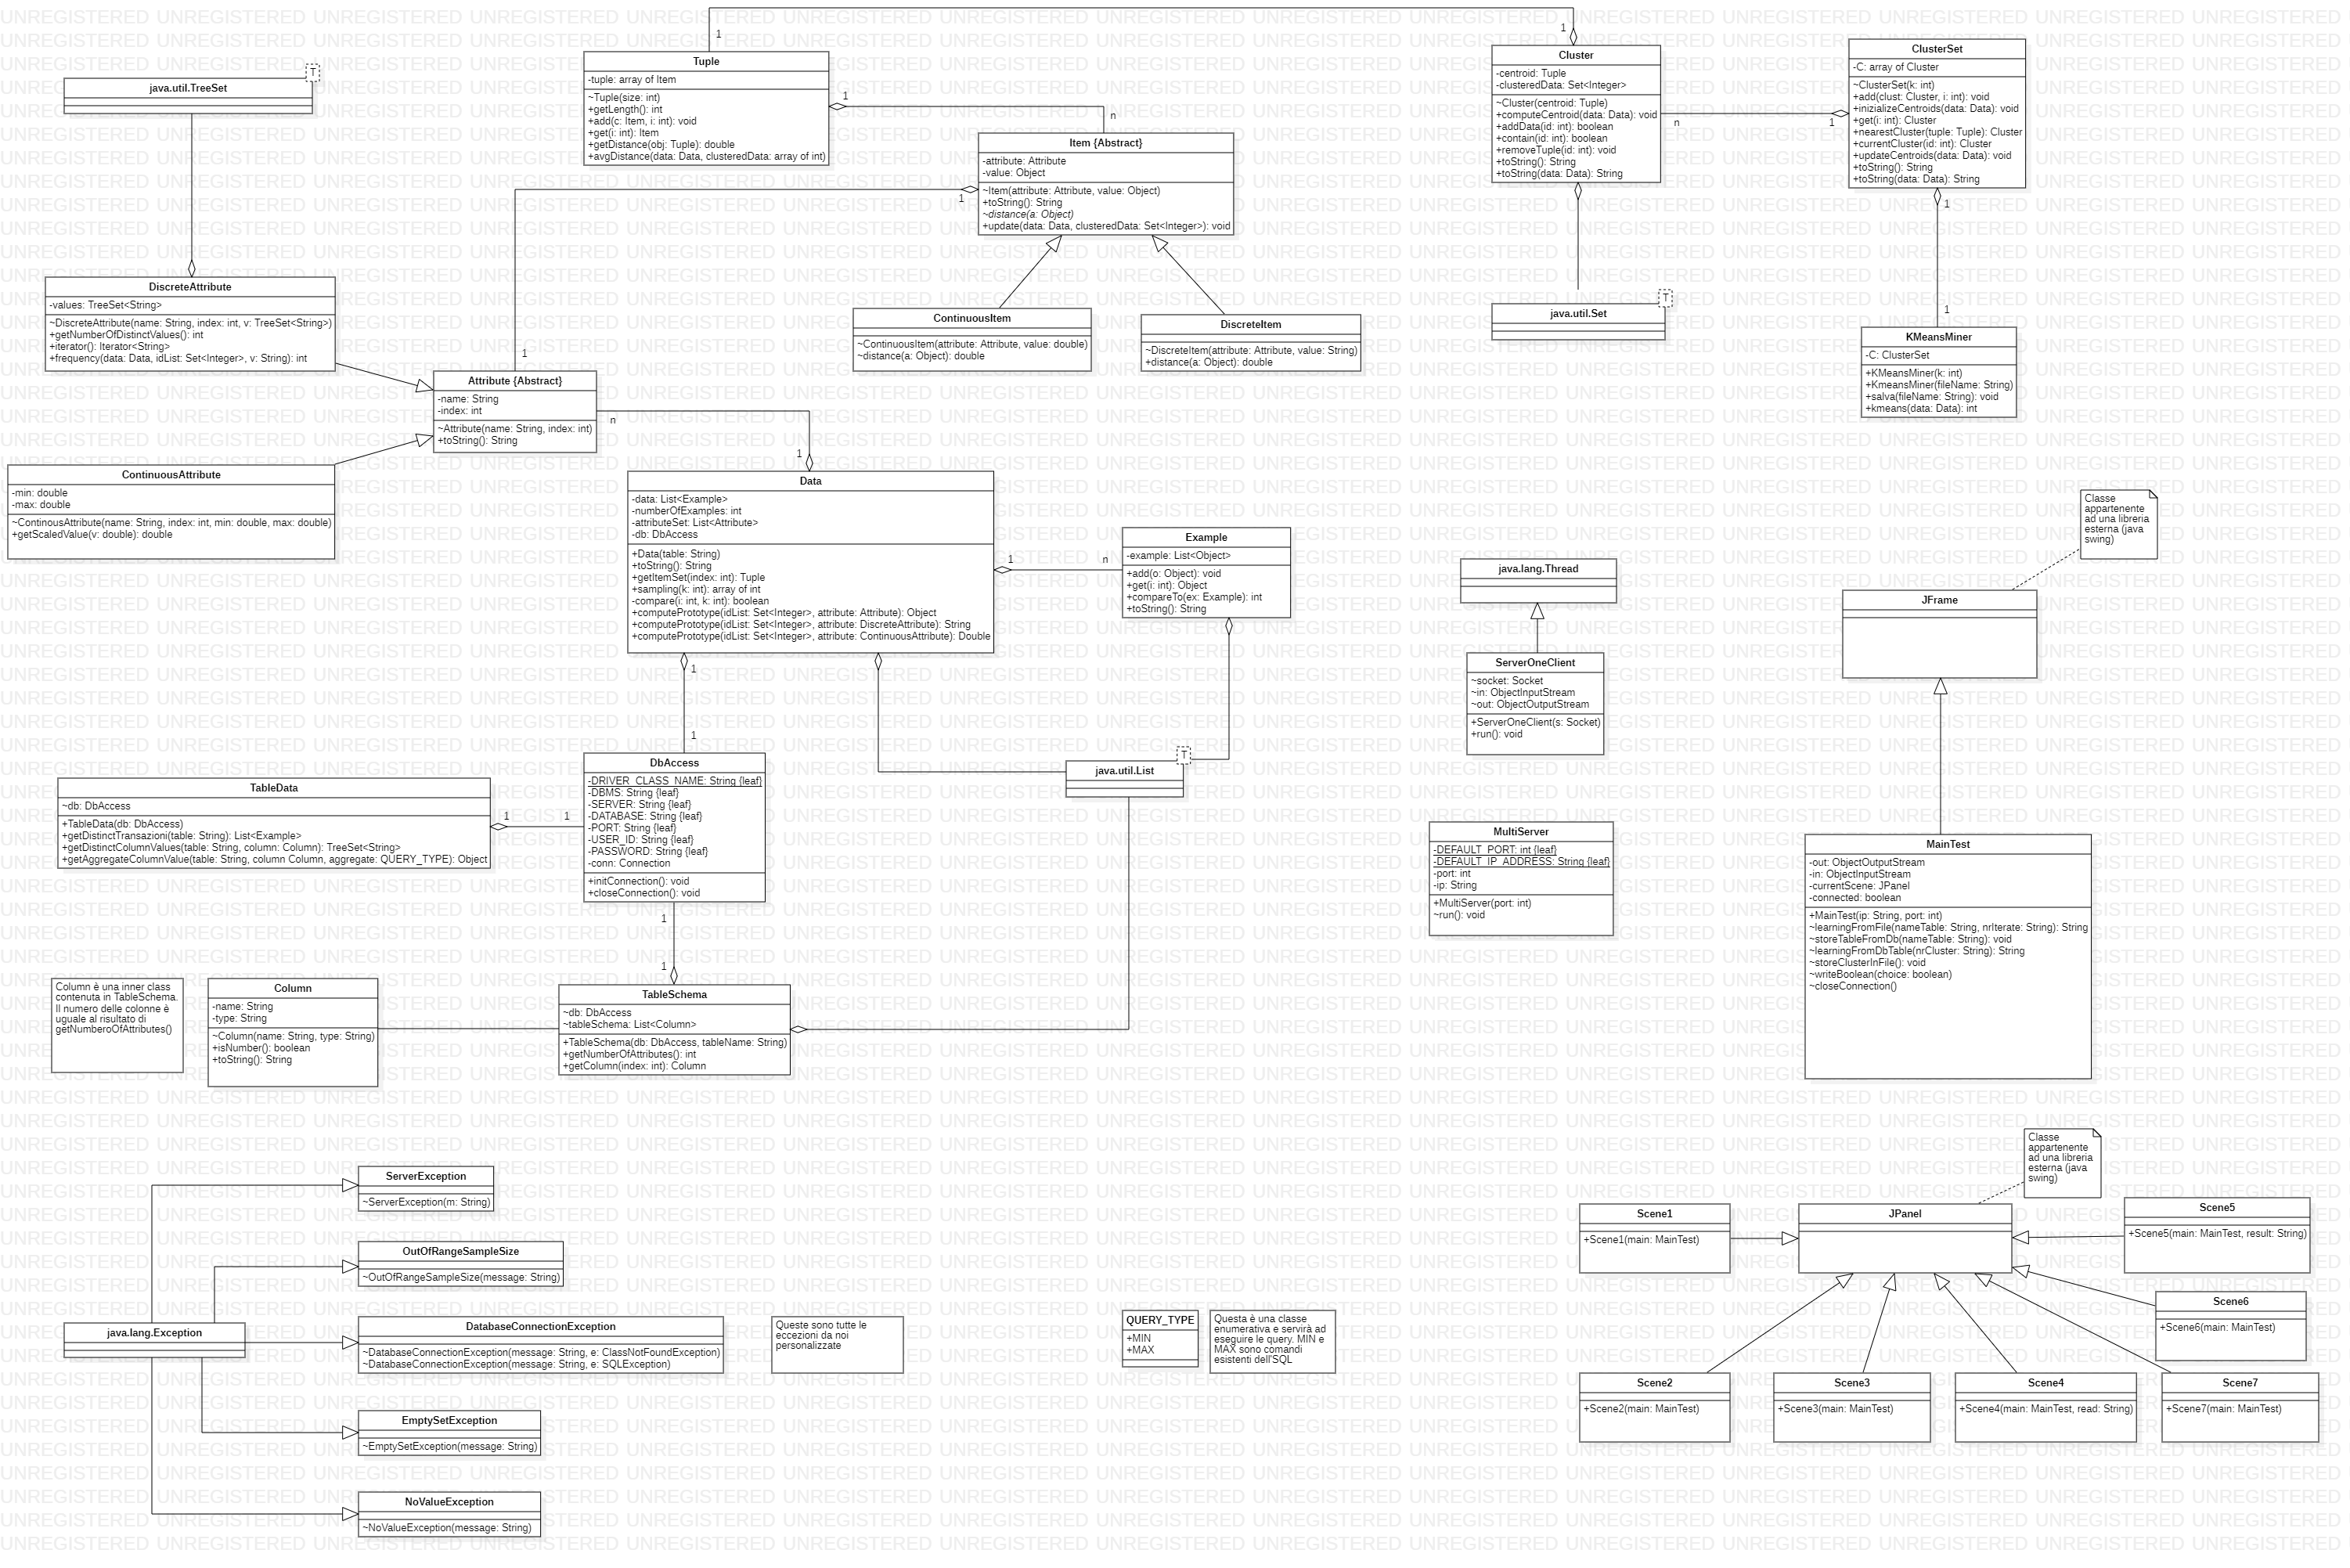 java.util.TreeSet
T
Tuple
-tuple: array of Item
~Tuple(size: int)
+getLength(): int
+add(c: Item, i: int): void
+get(i: int): Item
+getDistance(obj: Tuple): double
+avgDistance(data: Data, clusteredData: array of int)
1
1
n
1
Cluster
-centroid: Tuple
-clusteredData: Set<Integer>
~Cluster(centroid: Tuple)
+computeCentroid(data: Data): void
+addData(id: int): boolean
+contain(id: int): boolean
+removeTuple(id: int): void
+toString(): String
+toString(data: Data): String
n
1
ClusterSet
-C: array of Cluster
~ClusterSet(k: int)
+add(clust: Cluster, i: int): void
+inizializeCentroids(data: Data): void
+get(i: int): Cluster
+nearestCluster(tuple: Tuple): Cluster
+currentCluster(id: int): Cluster
+updateCentroids(data: Data): void
+toString(): String
+toString(data: Data): String
1
1
Item {Abstract}
-attribute: Attribute
-value: Object
~Item(attribute: Attribute, value: Object)
+toString(): String
~distance(a: Object)
+update(data: Data, clusteredData: Set<Integer>): void
1
1
DiscreteAttribute
-values: TreeSet<String>
~DiscreteAttribute(name: String, index: int, v: TreeSet<String>)
+getNumberOfDistinctValues(): int
+iterator(): Iterator<String>
+frequency(data: Data, idList: Set<Integer>, v: String): int
ContinuousItem
~ContinuousItem(attribute: Attribute, value: double)
~distance(a: Object): double
DiscreteItem
~DiscreteItem(attribute: Attribute, value: String)
+distance(a: Object): double
java.util.Set
T
KMeansMiner
-C: ClusterSet
+KMeansMiner(k: int)
+KmeansMiner(fileName: String)
+salva(fileName: String): void
+kmeans(data: Data): int
Attribute {Abstract}
-name: String
-index: int
~Attribute(name: String, index: int)
+toString(): String
n
1
ContinuousAttribute
-min: double
-max: double
~ContinousAttribute(name: String, index: int, min: double, max: double)
+getScaledValue(v: double): double
Data
-data: List<Example>
-numberOfExamples: int
-attributeSet: List<Attribute>
-db: DbAccess
+Data(table: String)
+toString(): String
+getItemSet(index: int): Tuple
+sampling(k: int): array of int
-compare(i: int, k: int): boolean
+computePrototype(idList: Set<Integer>, attribute: Attribute): Object
+computePrototype(idList: Set<Integer>, attribute: DiscreteAttribute): String
+computePrototype(idList: Set<Integer>, attribute: ContinuousAttribute): Double
1
n
1
1
Example
-example: List<Object>
+add(o: Object): void
+get(i: int): Object
+compareTo(ex: Example): int
+toString(): String
java.lang.Thread
ServerOneClient
~socket: Socket
~in: ObjectInputStream
~out: ObjectOutputStream
+ServerOneClient(s: Socket)
+run(): void
Classe
appartenente
ad una libreria
esterna (java
swing)
JFrame
TableData
~db: DbAccess
+TableData(db: DbAccess)
+getDistinctTransazioni(table: String): List<Example>
+getDistinctColumnValues(table: String, column: Column): TreeSet<String>
+getAggregateColumnValue(table: String, column Column, aggregate: QUERY_TYPE): Object
1
1
DbAccess
-DRIVER_CLASS_NAME: String {leaf}
-DBMS: String {leaf}
-SERVER: String {leaf}
-DATABASE: String {leaf}
-PORT: String {leaf}
-USER_ID: String {leaf}
-PASSWORD: String {leaf}
-conn: Connection
+initConnection(): void
+closeConnection(): void
1
1
java.util.List
T
MultiServer
-DEFAULT_PORT: int {leaf}
-DEFAULT_IP_ADDRESS: String {leaf}
-port: int
-ip: String
+MultiServer(port: int)
~run(): void
MainTest
-out: ObjectOutputStream
-in: ObjectInputStream
-currentScene: JPanel
-connected: boolean
+MainTest(ip: String, port: int)
~learningFromFile(nameTable: String, nrIterate: String): String
~storeTableFromDb(nameTable: String): void
~learningFromDbTable(nrCluster: String): String
~storeClusterInFile(): void
~writeBoolean(choice: boolean)
~closeConnection()
Column è una inner class
contenuta in TableSchema.
Il numero delle colonne è
uguale al risultato di
getNumberoOfAttributes()
Column
-name: String
-type: String
~Column(name: String, type: String)
+isNumber(): boolean
+toString(): String
TableSchema
~db: DbAccess
~tableSchema: List<Column>
+TableSchema(db: DbAccess, tableName: String)
+getNumberOfAttributes(): int
+getColumn(index: int): Column
ServerException
~ServerException(m: String)
OutOfRangeSampleSize
~OutOfRangeSampleSize(message: String)
java.lang.Exception
DatabaseConnectionException
~DatabaseConnectionException(message: String, e: ClassNotFoundException)
~DatabaseConnectionException(message: String, e: SQLException)
EmptySetException
~EmptySetException(message: String)
NoValueException
~NoValueException(message: String)
Queste sono tutte le
eccezioni da noi
personalizzate
QUERY_TYPE
+MIN
+MAX
Questa è una classe
enumerativa e servirà ad
eseguire le query. MIN e
MAX sono comandi
esistenti dell'SQL
Classe
appartenente
ad una libreria
esterna (java
swing)
Scene1
+Scene1(main: MainTest)
JPanel
Scene5
+Scene5(main: MainTest, result: String)
Scene6
+Scene6(main: MainTest)
Scene2
+Scene2(main: MainTest)
Scene3
+Scene3(main: MainTest)
Scene4
+Scene4(main: MainTest, read: String)
Scene7
+Scene7(main: MainTest)
UNREGISTERED